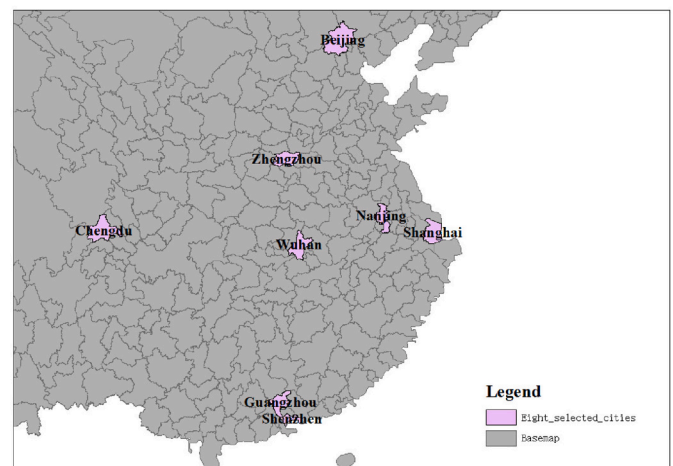 Beijing
Zhengzhou
Nanjing
Chengdu
Shanghai
Wuhan
Legend
Guangzhou
Eight_selected_cities
Shenzhen
Basemap